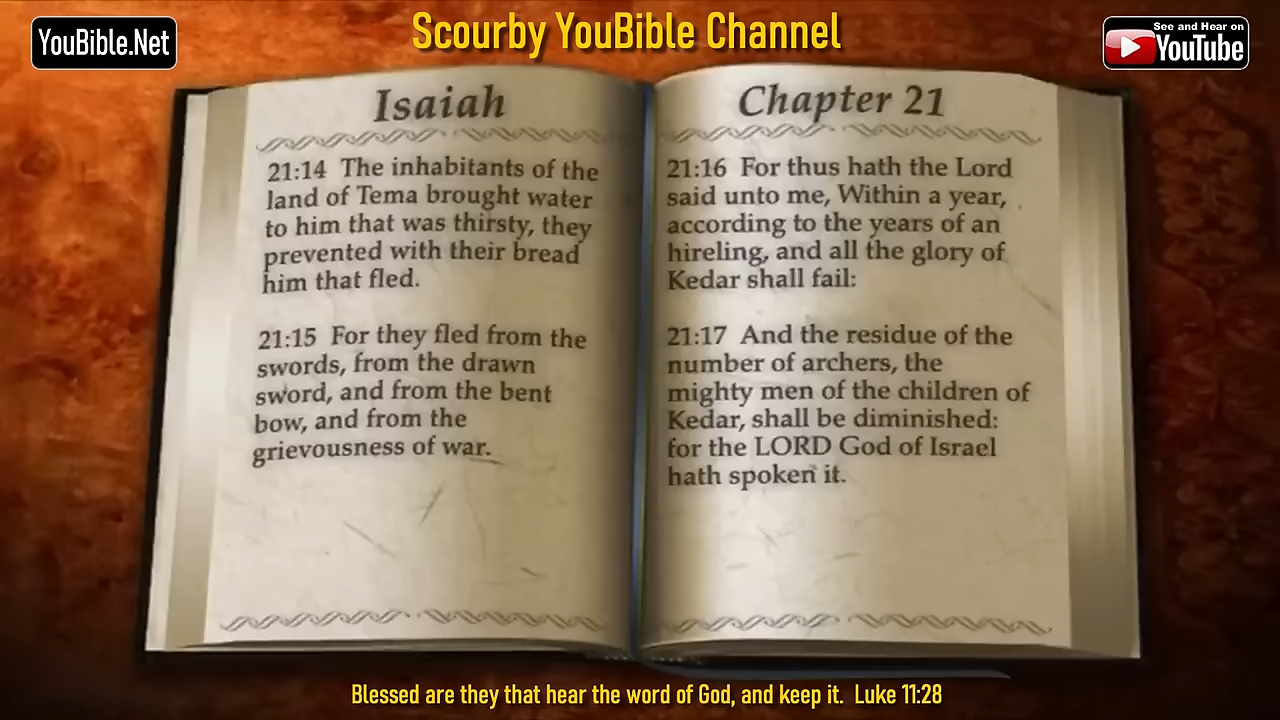 YouBible.Net
Scourby YouBible Channel
See and Hear on
YouTube
Isaiah
21:14 The inhabitants of the
land of Tema brought water
to him that was thirsty, they
prevented with their bread
him that fled.
21:15 For they fled from the
swords, from the drawn
sword, and from the bent
bow, and from the
grievousness of war.
Chapter 21
21:16 For thus hath the Lord
said unto me, Within a year,
according to the years of an
hireling, and all the glory of
Kedar shall fail:
21:17 And the residue of the
number of archers, the
mighty men of the children of
Kedar, shall be diminished:
for the LORD God of Israel
hath spoken it.
Blessed are they that hear the word of God, and keep it. Luke 11:28